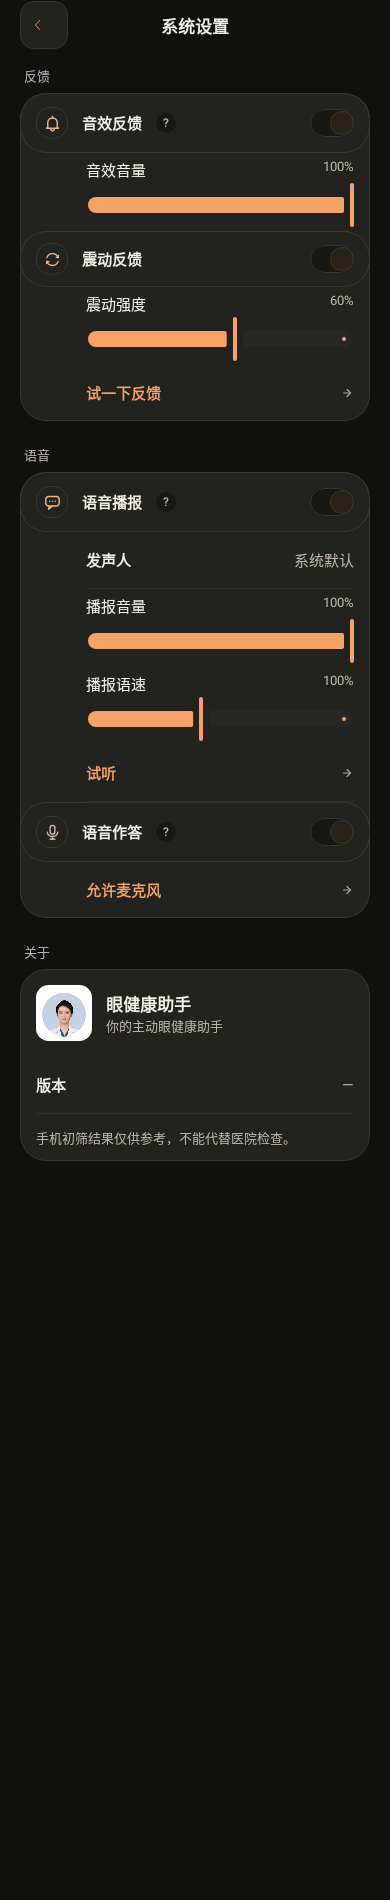 系统设置
反馈
音效反馈 ?
音效音量 100%
震动反馈
震动强度 60%
试一下反馈
语音
语音播报 ?
发声人 系统默认
播报音量 100%
播报语速 100%
试听
语音作答 ?
允许麦克风
关于
眼健康助手
你的主动眼健康助手
版本 —
手机初筛结果仅供参考，不能代替医院检查。